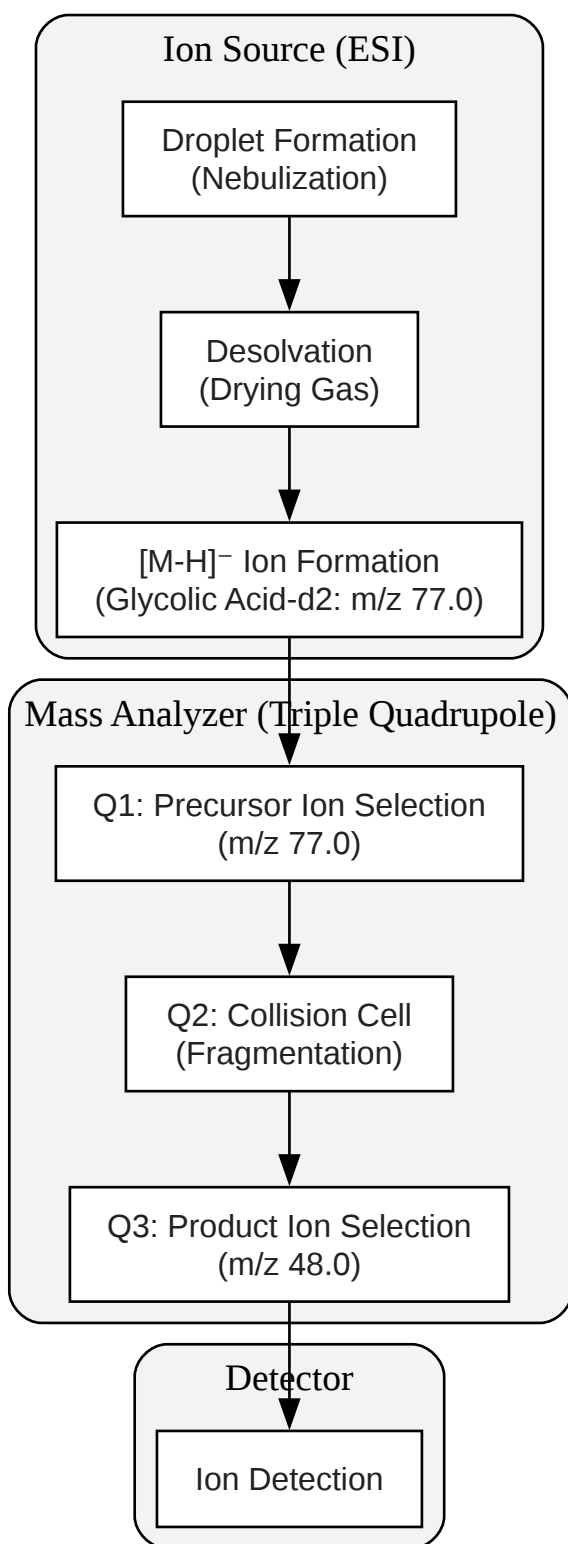 Ion Source (ESI)
Droplet Formation
(Nebulization)
Desolvation
(Drying Gas)
[M-H]⁻ Ion Formation
(Glycolic Acid-d2: m/z 77.0)
Mass Analyzer (Triple Quadrupole)
Q1: Precursor Ion Selection
(m/z 77.0)
Q2: Collision Cell
(Fragmentation)
Q3: Product Ion Selection
(m/z 48.0)
Detector
Ion Detection